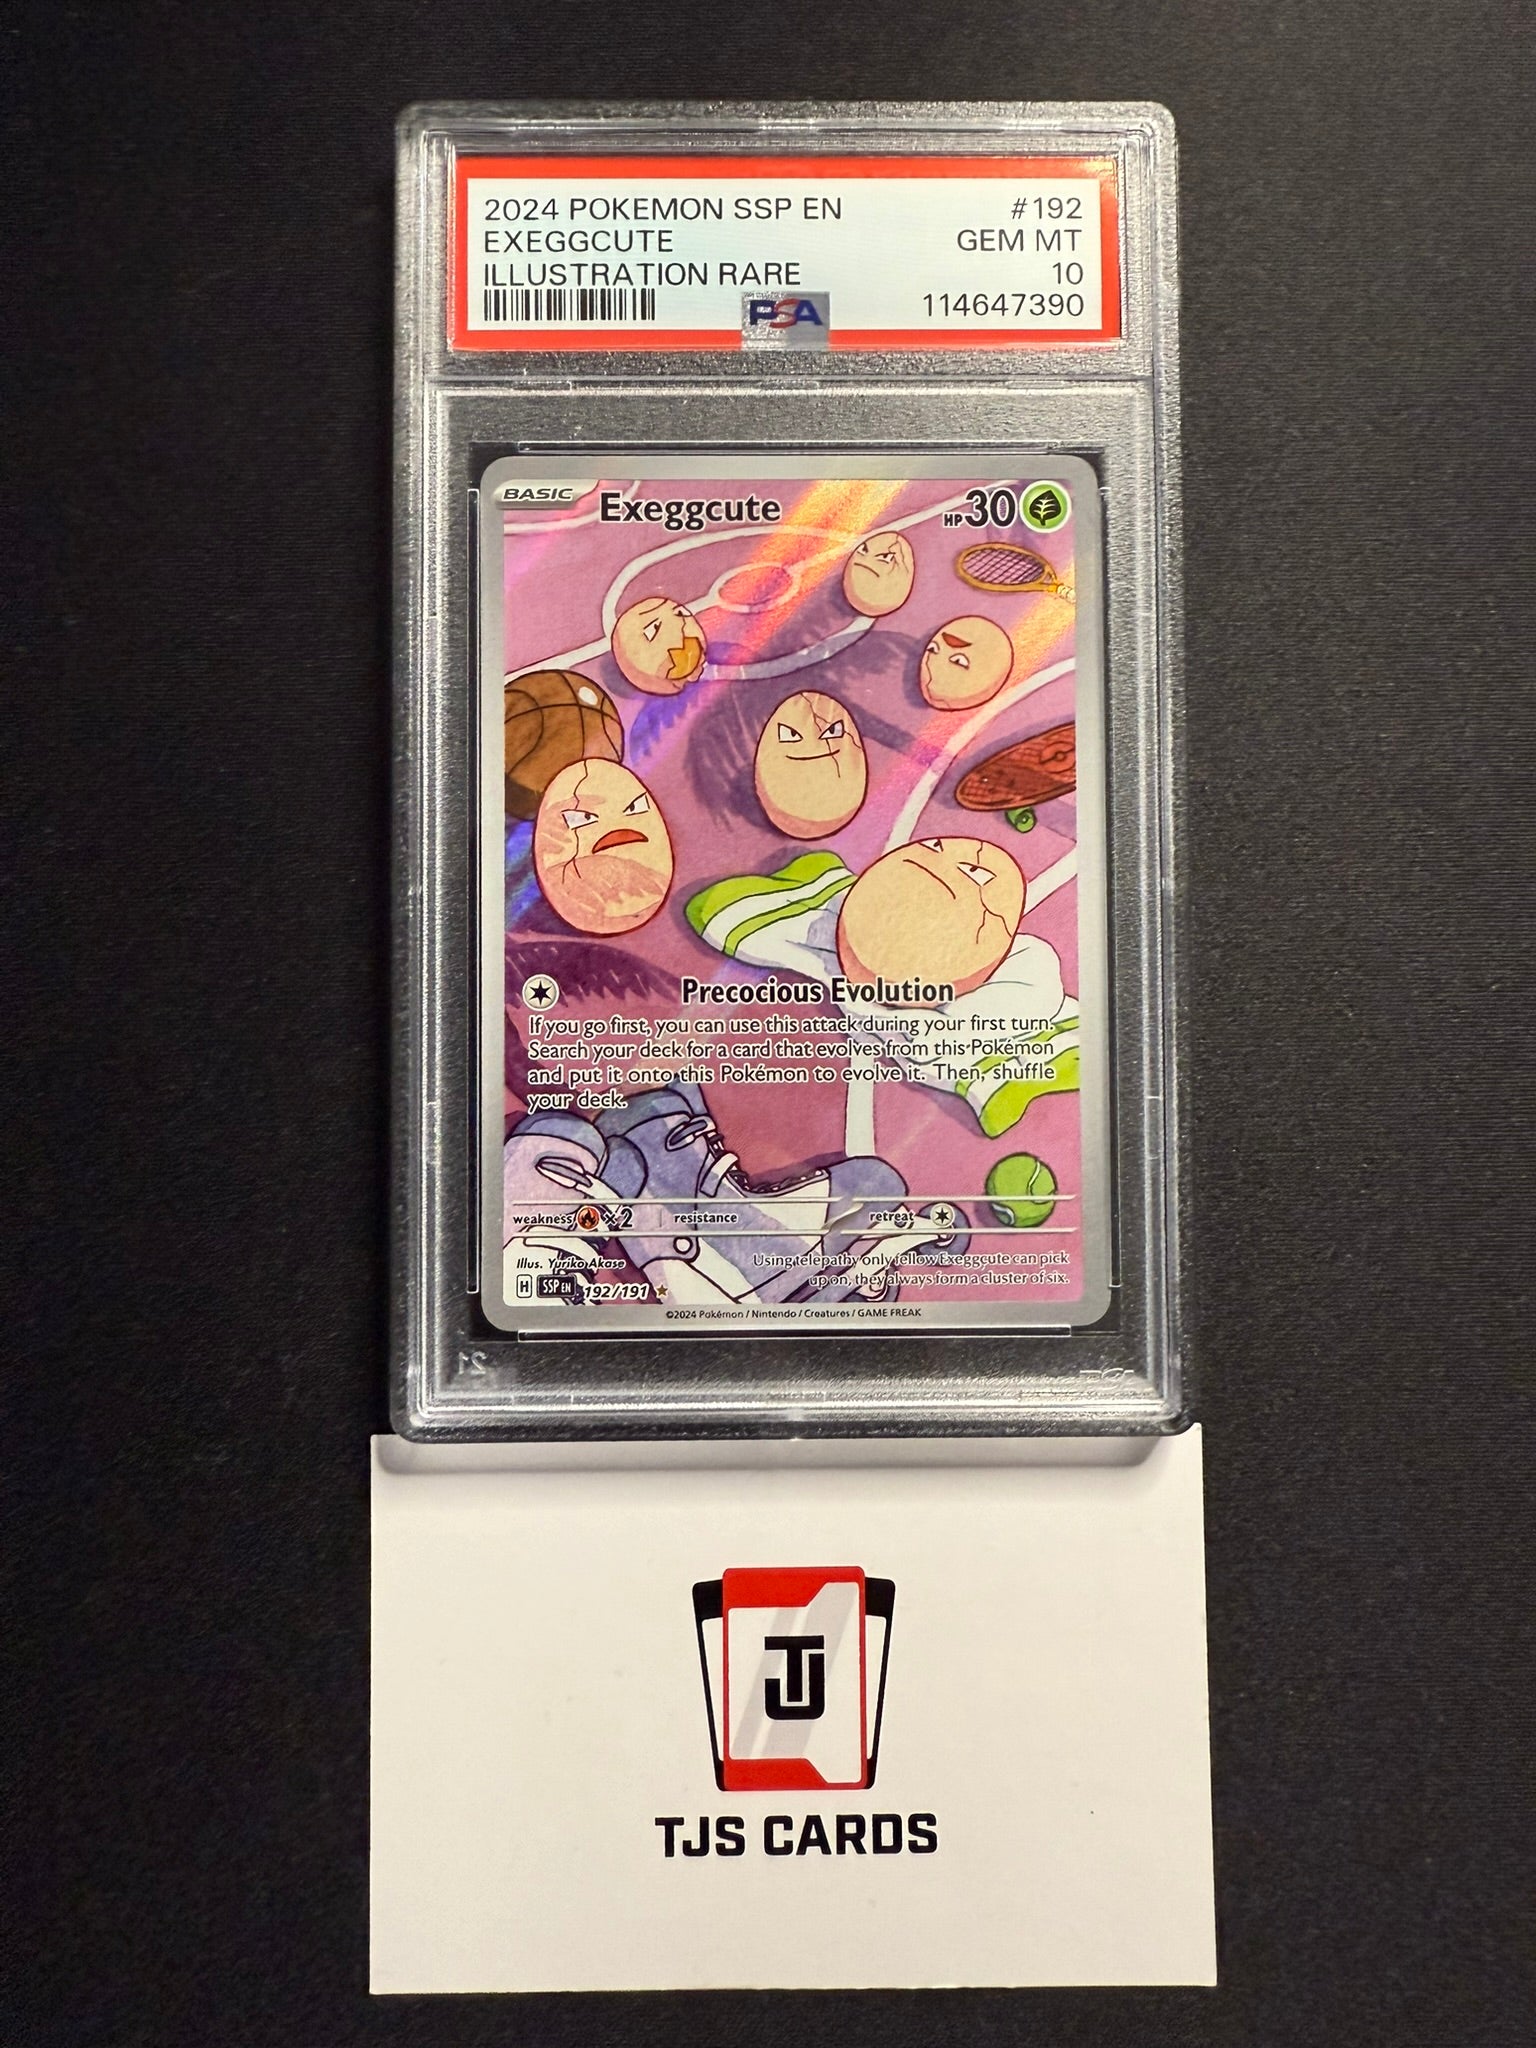 2024 POKEMON SSP EN #192
EXEGGCUTE GEM MT
ILLUSTRATION RARE 10
PSA 114647390
BASIC Exeggcute HP 30
Precocious Evolution
If you go first, you can use this attack during your first turn.
Search your deck for a card that evolves from this Pokémon
and put it onto this Pokémon to evolve it. Then, shuffle
your deck.
weakness ×2 resistance retreat
Illus. Yuriko Akase
Using telepathy only fellow Exeggcute can pick
up on, they always form a cluster of six.
H SSP EN 192/191
©2024 Pokémon / Nintendo / Creatures / GAME FREAK
TJ
TJS CARDS